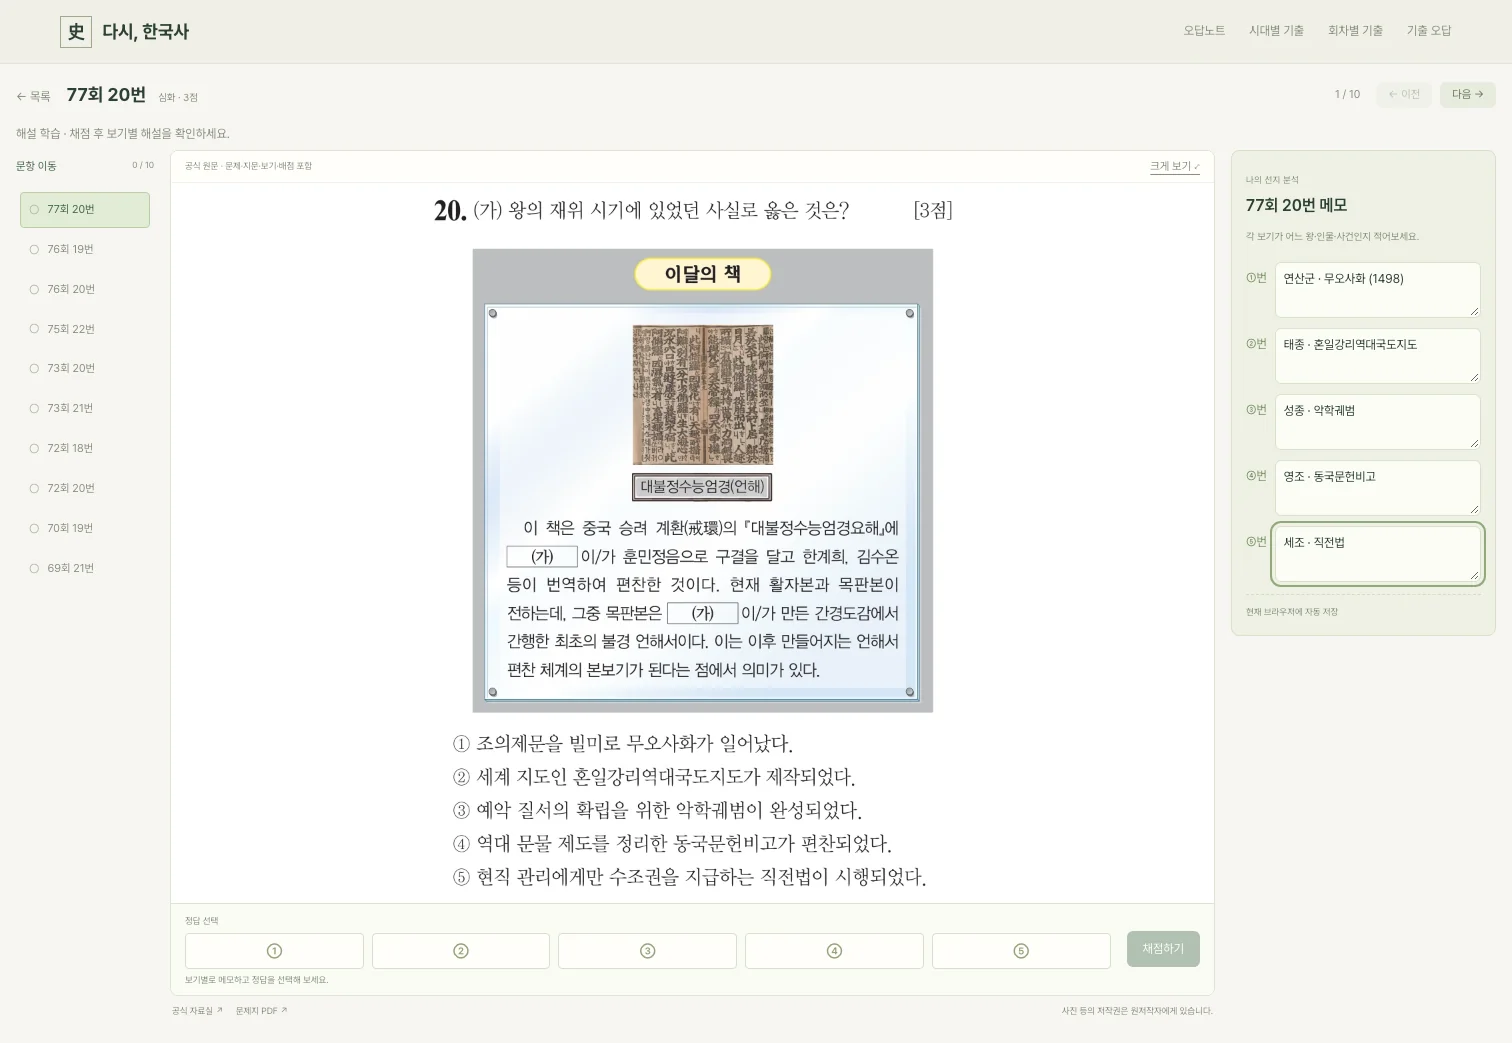 史 다시, 한국사
오답노트 시대별 기출 회차별 기출 기출 오답
← 목록 77회 20번 심화 · 3점
1 / 10 ← 이전 다음 →
해설 학습 · 채점 후 보기별 해설을 확인하세요.
문항 이동 0 / 10
77회 20번
76회 19번
76회 20번
75회 22번
73회 20번
73회 21번
72회 18번
72회 20번
70회 19번
69회 21번
공식 원문 · 문제·지문·보기·배점 포함
크게 보기 ⤢
20. (가) 왕의 재위 시기에 있었던 사실로 옳은 것은? [3점]
이달의 책
대불정수능엄경(언해)
이 책은 중국 승려 계환(戒環)의 『대불정수능엄경요해』에
(가) 이/가 훈민정음으로 구결을 달고 한계희, 김수온
등이 번역하여 편찬한 것이다. 현재 활자본과 목판본이
전하는데, 그중 목판본은 (가) 이/가 만든 간경도감에서
간행한 최초의 불경 언해서이다. 이는 이후 만들어지는 언해서
편찬 체계의 본보기가 된다는 점에서 의미가 있다.
① 조의제문을 빌미로 무오사화가 일어났다.
② 세계 지도인 혼일강리역대국도지도가 제작되었다.
③ 예악 질서의 확립을 위한 악학궤범이 완성되었다.
④ 역대 문물 제도를 정리한 동국문헌비고가 편찬되었다.
⑤ 현직 관리에게만 수조권을 지급하는 직전법이 시행되었다.
정답 선택
① ② ③ ④ ⑤ 채점하기
보기별로 메모하고 정답을 선택해 보세요.
공식 자료실 ↗ 문제지 PDF ↗
사진 등의 저작권은 원저작자에게 있습니다.
나의 선지 분석
77회 20번 메모
각 보기가 어느 왕·인물·사건인지 적어보세요.
①번 연산군 · 무오사화 (1498)
②번 태종 · 혼일강리역대국도지도
③번 성종 · 악학궤범
④번 영조 · 동국문헌비고
⑤번 세조 · 직전법
현재 브라우저에 자동 저장